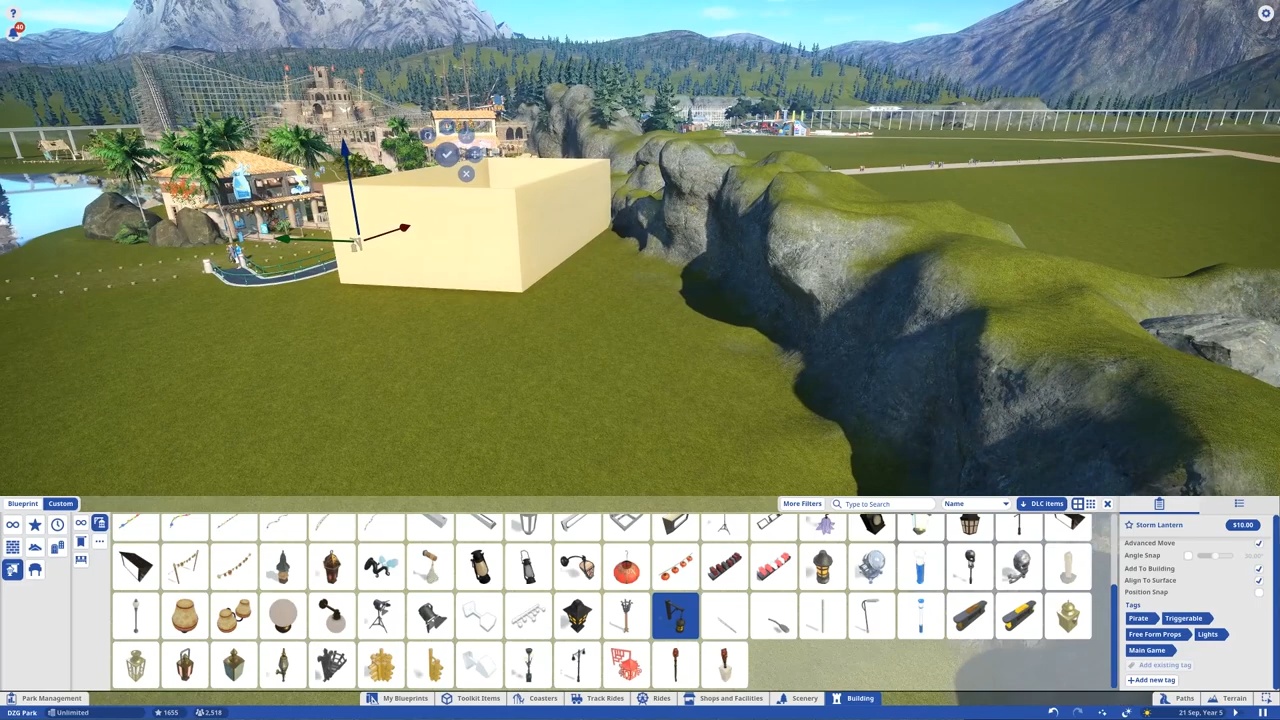 ?
40
Blueprint Custom
More Filters Type to Search Name DLC items
Storm Lantern $10.00
Advanced Move
Angle Snap
Add To Building
Align To Surface
Position Snap
Tags
Pirate Triggerable
Free Form Props Lights
Main Game
Add existing tag
+Add new tag
Park Management My Blueprints Toolkit Items Coasters Track Rides Rides Shops and Facilities Scenery Building Paths Terrain
DZG Park Unlimited 1655 2,518 21 Sep, Year 5